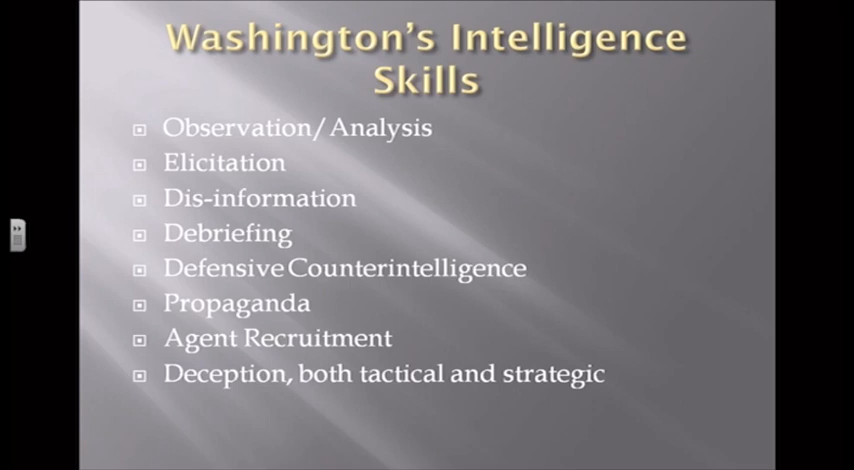 Washington's Intelligence
Skills
Observation/Analysis
Elicitation
Dis-information
Debriefing
Defensive Counterintelligence
Propaganda
Agent Recruitment
Deception, both tactical and strategic